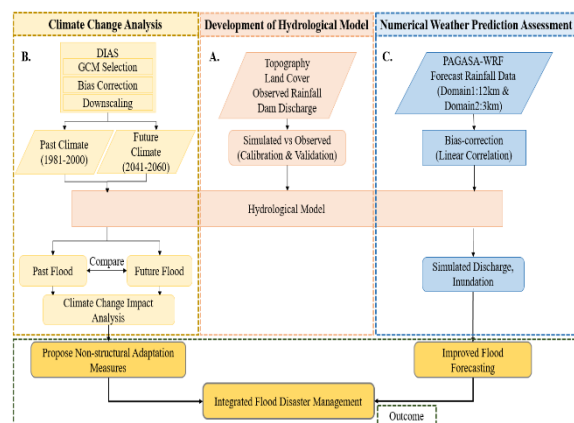 Climate Change Analysis
Development of Hydrological Model
Numerical Weather Prediction Assessment
B.
DIAS
GCM Selection
Bias Correction
Downscaling
Past Climate
(1981-2000)
Future
Climate
(2041-2060)
A.
Topography
Land Cover
Observed Rainfall
Dam Discharge
Simulated vs Observed
(Calibration & Validation)
C.
PAGASA-WRF
Forecast Rainfall Data
(Domain1:12km &
Domain2:3km)
Bias-correction
(Linear Correlation)
Hydrological Model
Past Flood
Compare
Future Flood
Climate Change Impact
Analysis
Simulated Discharge,
Inundation
Propose Non-structural Adaptation
Measures
Improved Flood
Forecasting
Integrated Flood Disaster Management
Outcome